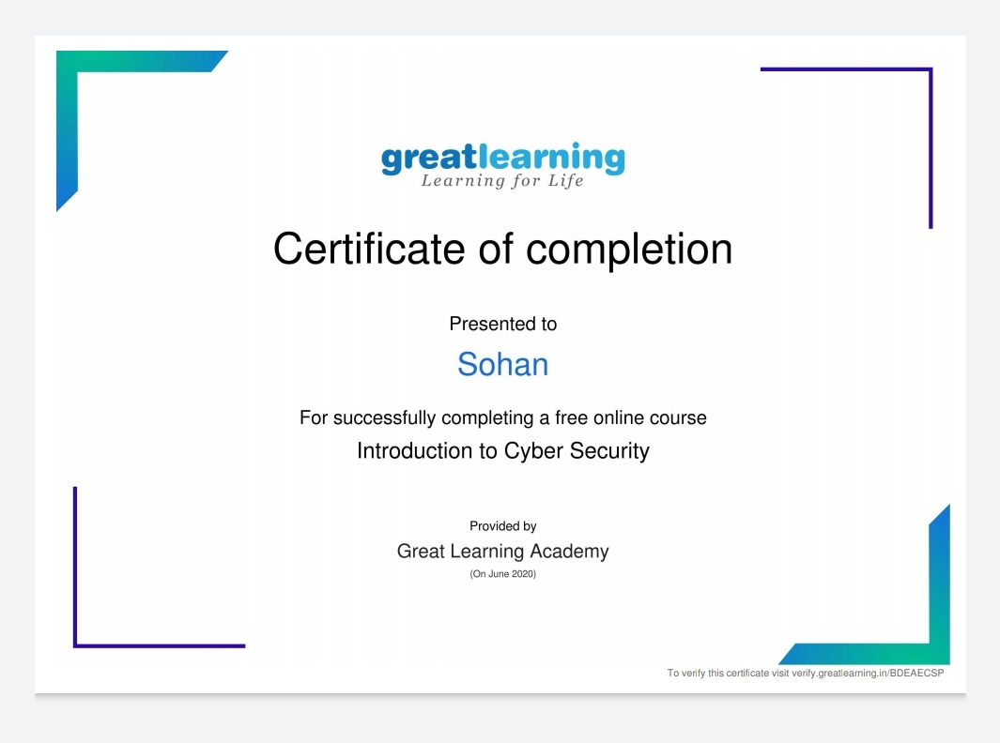 greatlearning
Learning for Life
Certificate of completion
Presented to
Sohan
For successfully completing a free online course
Introduction to Cyber Security
Provided by
Great Learning Academy
(On June 2020)
To verify this certificate visit verify.greatlearning.in/BDEAECSP